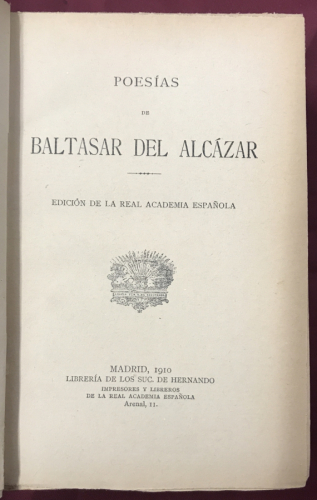 POESÍAS
DE
BALTASAR DEL ALCÁZAR
EDICIÓN DE LA REAL ACADEMIA ESPAÑOLA
MADRID, 1910
LIBRERÍA DE LOS SUC. DE HERNANDO
IMPRESORES Y LIBREROS
DE LA REAL ACADEMIA ESPAÑOLA
Arenal, 11.